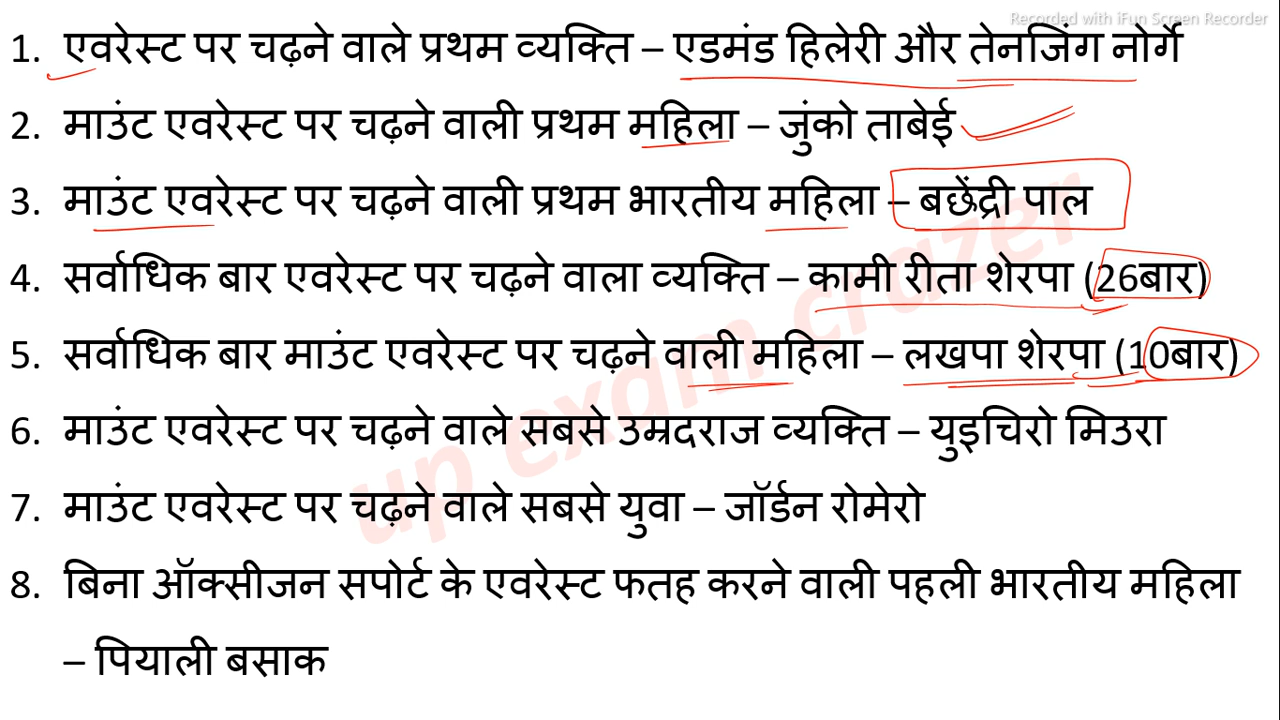 Recorded with iFun Screen Recorder
1. एवरेस्ट पर चढ़ने वाले प्रथम व्यक्ति – एडमंड हिलेरी और तेनजिंग नोर्गे
2. माउंट एवरेस्ट पर चढ़ने वाली प्रथम महिला – जुंको ताबेई
3. माउंट एवरेस्ट पर चढ़ने वाली प्रथम भारतीय महिला – बछेंद्री पाल
4. सर्वाधिक बार एवरेस्ट पर चढ़ने वाला व्यक्ति – कामी रीता शेरपा (26बार)
5. सर्वाधिक बार माउंट एवरेस्ट पर चढ़ने वाली महिला – लखपा शेरपा (10बार)
6. माउंट एवरेस्ट पर चढ़ने वाले सबसे उम्रदराज व्यक्ति – युइचिरो मिउरा
7. माउंट एवरेस्ट पर चढ़ने वाले सबसे युवा – जॉर्डन रोमेरो
8. बिना ऑक्सीजन सपोर्ट के एवरेस्ट फतह करने वाली पहली भारतीय महिला
– पियाली बसाक
up exam crazer